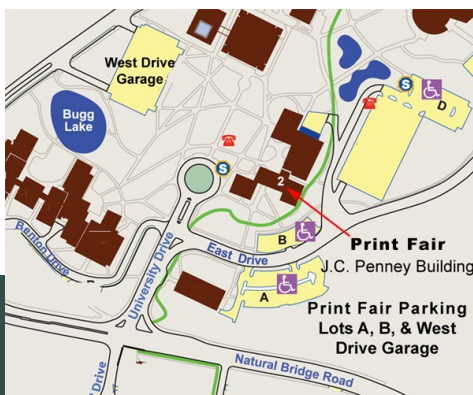 West Drive
Garage
Bugg
Lake
S
D
S
2
Print Fair
J.C. Penney Building
B
East Drive
Benton Drive
University Drive
A
Print Fair Parking
Lots A, B, & West
Drive Garage
Natural Bridge Road
Drive